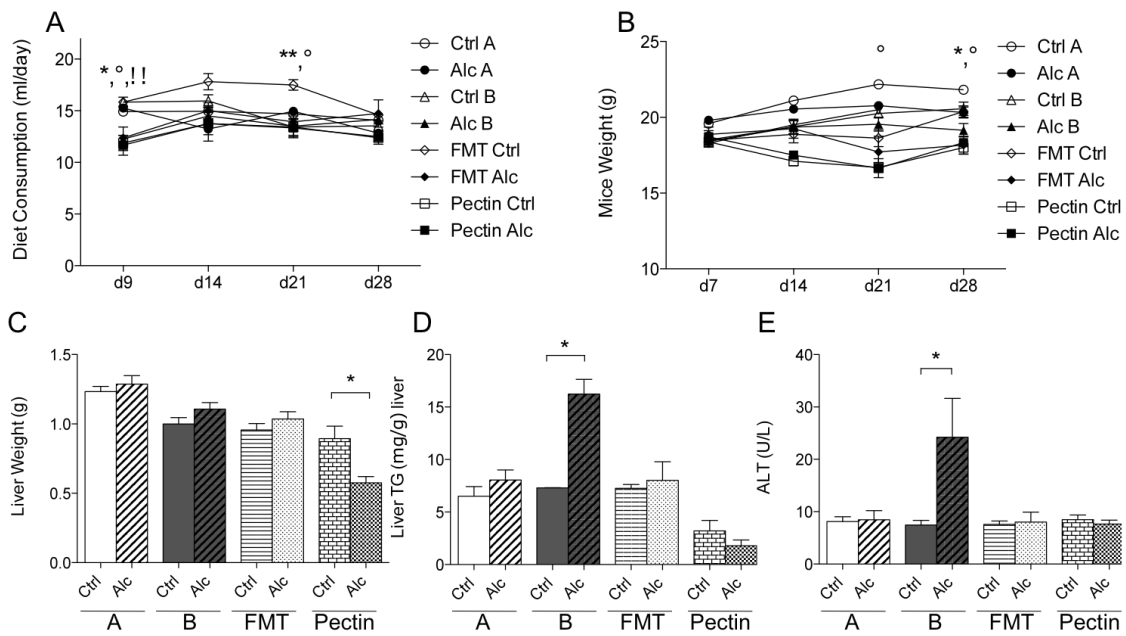 A
Diet Consumption (ml/day)
20
15
10
5
0
*,°,!!
**,°
d9 d14 d21 d28
Ctrl A
Alc A
Ctrl B
Alc B
FMT Ctrl
FMT Alc
Pectin Ctrl
Pectin Alc
B
Mice Weight (g)
25
20
15
10
°
*,°
d7 d14 d21 d28
Ctrl A
Alc A
Ctrl B
Alc B
FMT Ctrl
FMT Alc
Pectin Ctrl
Pectin Alc
C
Liver Weight (g)
1.5
1.0
0.5
0.0
*
Ctrl Alc Ctrl Alc Ctrl Alc Ctrl Alc
A B FMT Pectin
D
Liver TG (mg/g) liver
20
15
10
5
0
*
Ctrl Alc Ctrl Alc Ctrl Alc Ctrl Alc
A B FMT Pectin
E
ALT (U/L)
40
30
20
10
0
*
Ctrl Alc Ctrl Alc Ctrl Alc Ctrl Alc
A B FMT Pectin